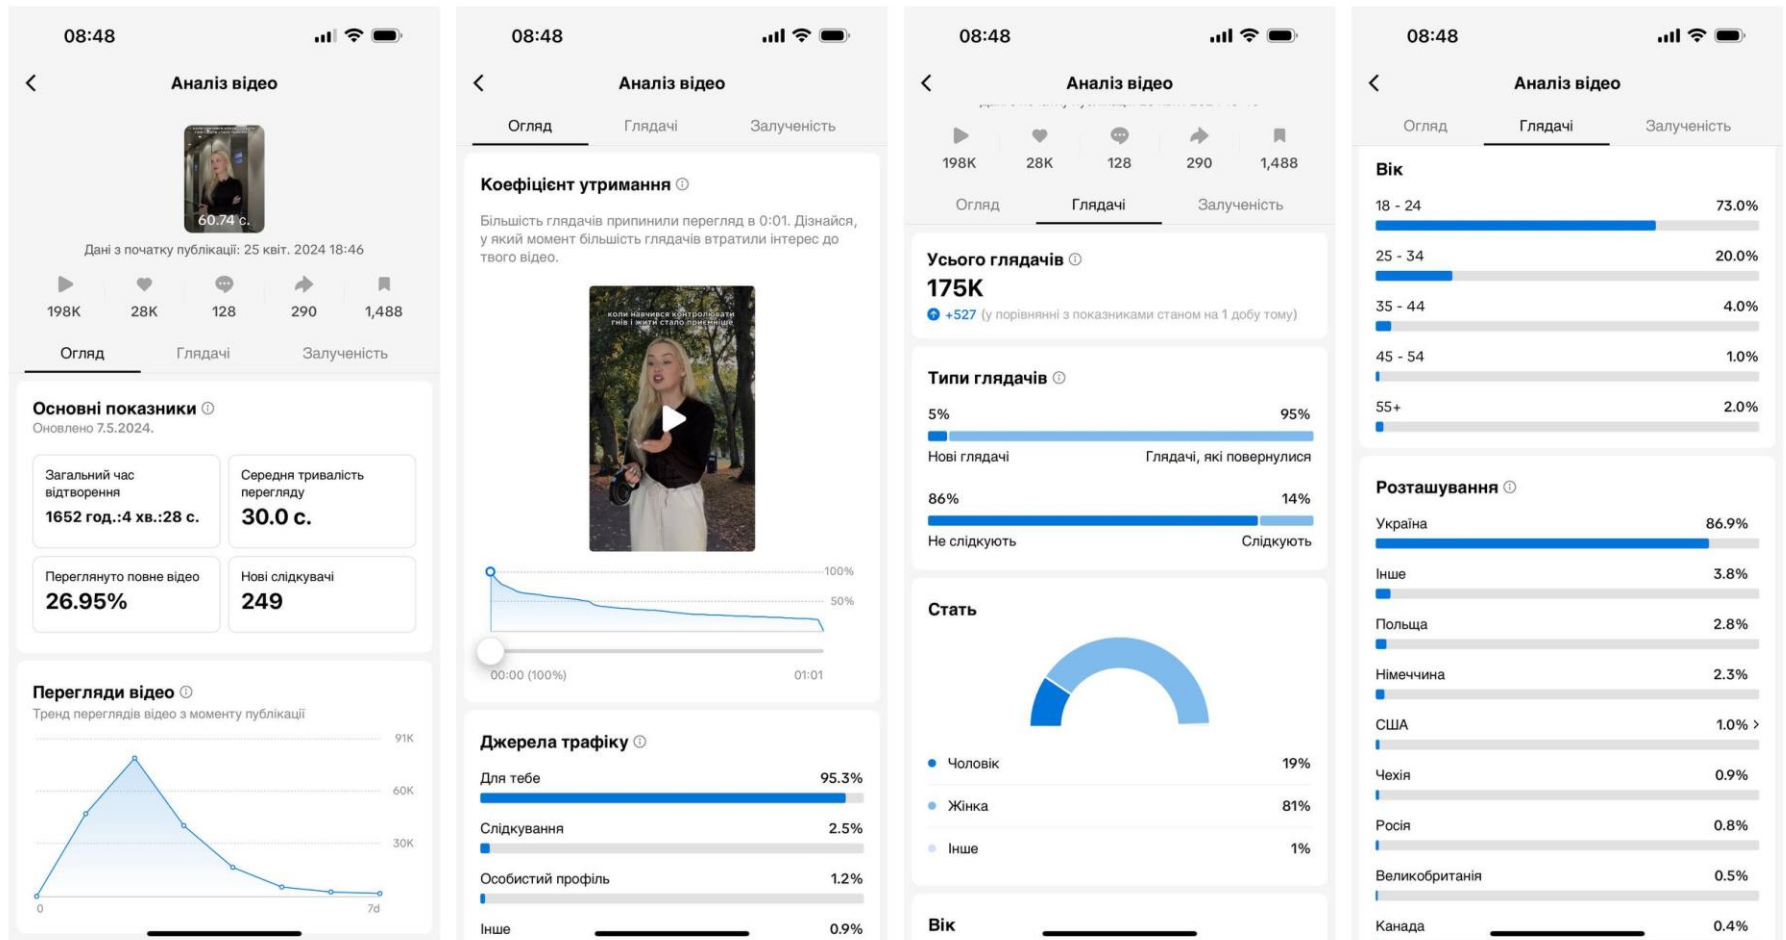 08:48
Аналіз відео
60.74 с.
Дані з початку публікації: 25 квіт. 2024 18:46
198K 28K 128 290 1,488
Огляд Глядачі Залученість
Основні показники
Оновлено 7.5.2024.
Загальний час
відтворення
1652 год.:4 хв.:28 с.
Середня тривалість
перегляду
30.0 с.
Переглянуто повне відео
26.95%
Нові слідкувачі
249
Перегляди відео
Тренд переглядів відео з моменту публікації
91K
60K
30K
0 7d
08:48
Аналіз відео
Огляд Глядачі Залученість
Коефіцієнт утримання
Більшість глядачів припинили перегляд в 0:01. Дізнайся,
у який момент більшість глядачів втратили інтерес до
твого відео.
коли навчився контролювати
гнів і жити стало приємніше
100%
50%
00:00 (100%) 01:01
Джерела трафіку
Для тебе 95.3%
Слідкування 2.5%
Особистий профіль 1.2%
Інше 0.9%
08:48
Аналіз відео
198K 28K 128 290 1,488
Огляд Глядачі Залученість
Усього глядачів
175K
+527 (у порівнянні з показниками станом на 1 добу тому)
Типи глядачів
5% 95%
Нові глядачі Глядачі, які повернулися
86% 14%
Не слідкують Слідкують
Стать
Чоловік 19%
Жінка 81%
Інше 1%
Вік
08:48
Аналіз відео
Огляд Глядачі Залученість
Вік
18 - 24 73.0%
25 - 34 20.0%
35 - 44 4.0%
45 - 54 1.0%
55+ 2.0%
Розташування
Україна 86.9%
Інше 3.8%
Польща 2.8%
Німеччина 2.3%
США 1.0%
Чехія 0.9%
Росія 0.8%
Великобританія 0.5%
Канада 0.4%